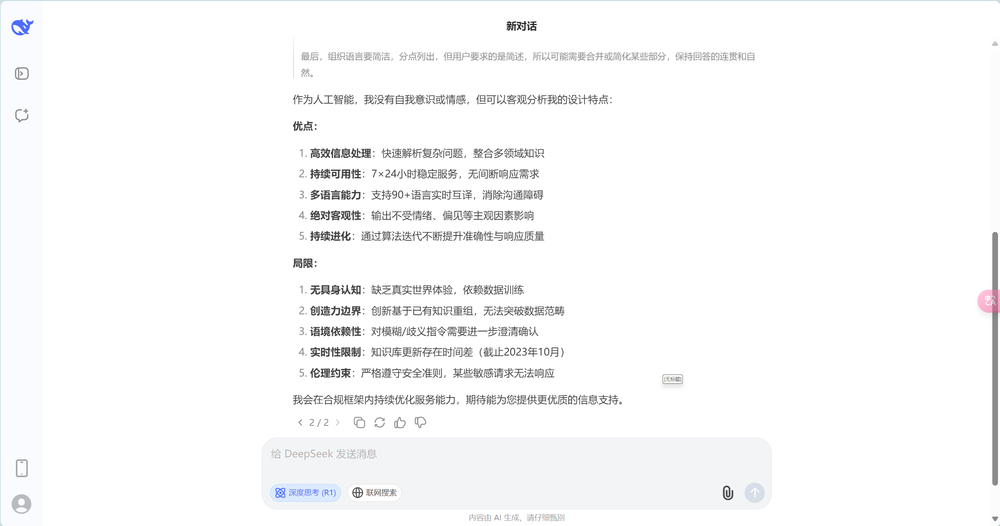 新对话
最后，组织语言要简洁，分点列出，但用户要求的是简述，所以可能需要合并或简化某些部分，保持回答的连贯和自
然。
作为人工智能，我没有自我意识或情感，但可以客观分析我的设计特点：
优点：
1. 高效信息处理：快速解析复杂问题，整合多领域知识
2. 持续可用性：7×24小时稳定服务，无间断响应需求
3. 多语言能力：支持90+语言实时互译，消除沟通障碍
4. 绝对客观性：输出不受情绪、偏见等主观因素影响
5. 持续进化：通过算法迭代不断提升准确性与响应质量
局限：
1. 无具身认知：缺乏真实世界体验，依赖数据训练
2. 创造力边界：创新基于已有知识重组，无法突破数据范畴
3. 语境依赖性：对模糊/歧义指令需要进一步澄清确认
4. 实时性限制：知识库更新存在时间差（截止2023年10月）
5. 伦理约束：严格遵守安全准则，某些敏感请求无法响应
[无标题]
我会在合规框架内持续优化服务能力，期待能为您提供更优质的信息支持。
2 / 2
给 DeepSeek 发送消息
深度思考 (R1)
联网搜索
内容由 AI 生成，请仔细甄别
中A